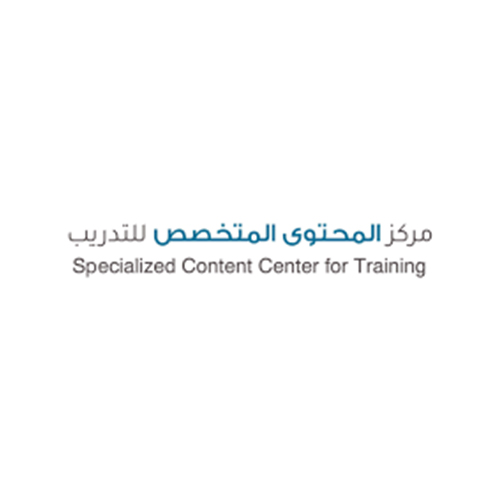 مركز المحتوى المتخصص للتدريب
Specialized Content Center for Training